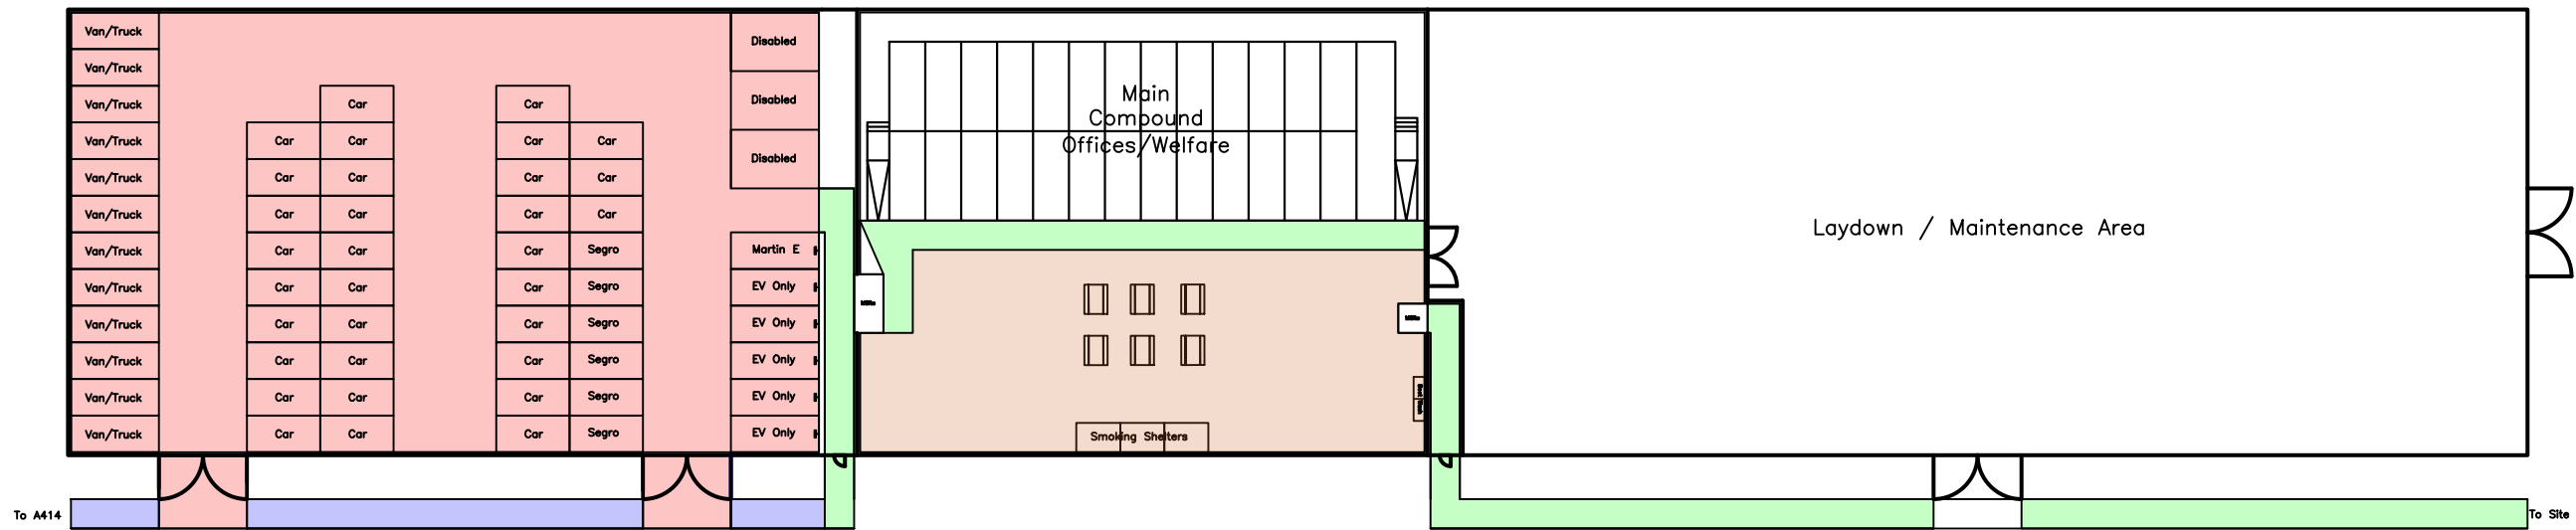 Van/Truck Disabled
Van/Truck
Van/Truck Car Car Disabled
Van/Truck Car Car Car Car
Van/Truck Car Car Car Car Disabled
Van/Truck Car Car Car Car
Van/Truck Car Car Car Segro Martin E
Van/Truck Car Car Car Segro EV Only
Van/Truck Car Car Car Segro EV Only
Van/Truck Car Car Car Segro EV Only
Van/Truck Car Car Car Segro EV Only
Van/Truck Car Car Car Segro EV Only
Main
Compound
Offices/Welfare
Boot Wash
Smoking Shelters
Laydown / Maintenance Area
To A414
To Site